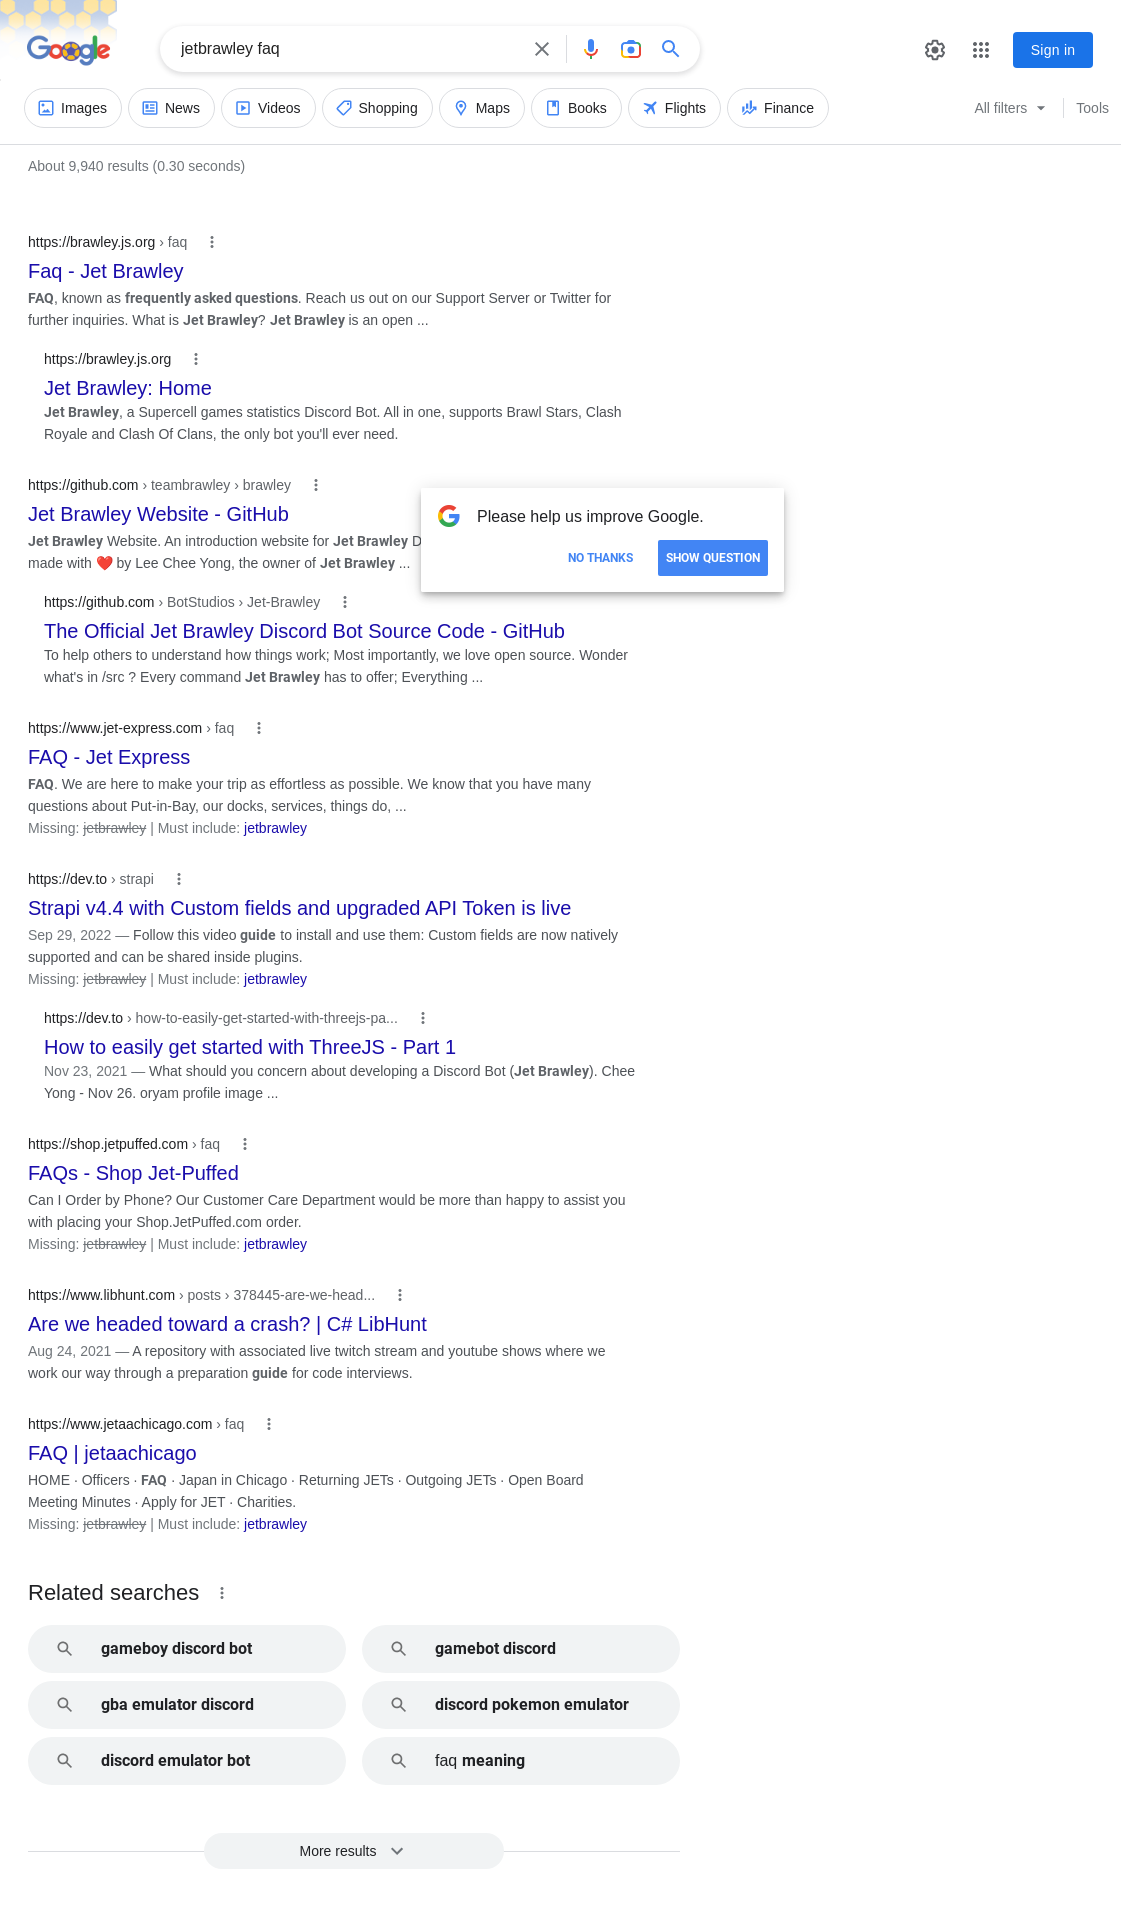 Google
jetbrawley faq
Sign in
Images
News
Videos
Shopping
Maps
Books
Flights
Finance
All filters
Tools
About 9,940 results (0.30 seconds)
https://brawley.js.org › faq
Faq - Jet Brawley
FAQ, known as frequently asked questions. Reach us out on our Support Server or Twitter for
further inquiries. What is Jet Brawley? Jet Brawley is an open ...
https://brawley.js.org
Jet Brawley: Home
Jet Brawley, a Supercell games statistics Discord Bot. All in one, supports Brawl Stars, Clash
Royale and Clash Of Clans, the only bot you'll ever need.
https://github.com › teambrawley › brawley
Jet Brawley Website - GitHub
Jet Brawley Website. An introduction website for Jet Brawley D
made with ❤️ by Lee Chee Yong, the owner of Jet Brawley ...
Please help us improve Google.
NO THANKS
SHOW QUESTION
https://github.com › BotStudios › Jet-Brawley
The Official Jet Brawley Discord Bot Source Code - GitHub
To help others to understand how things work; Most importantly, we love open source. Wonder
what's in /src ? Every command Jet Brawley has to offer; Everything ...
https://www.jet-express.com › faq
FAQ - Jet Express
FAQ. We are here to make your trip as effortless as possible. We know that you have many
questions about Put-in-Bay, our docks, services, things do, ...
Missing: jetbrawley | Must include: jetbrawley
https://dev.to › strapi
Strapi v4.4 with Custom fields and upgraded API Token is live
Sep 29, 2022 — Follow this video guide to install and use them: Custom fields are now natively
supported and can be shared inside plugins.
Missing: jetbrawley | Must include: jetbrawley
https://dev.to › how-to-easily-get-started-with-threejs-pa...
How to easily get started with ThreeJS - Part 1
Nov 23, 2021 — What should you concern about developing a Discord Bot (Jet Brawley). Chee
Yong - Nov 26. oryam profile image ...
https://shop.jetpuffed.com › faq
FAQs - Shop Jet-Puffed
Can I Order by Phone? Our Customer Care Department would be more than happy to assist you
with placing your Shop.JetPuffed.com order.
Missing: jetbrawley | Must include: jetbrawley
https://www.libhunt.com › posts › 378445-are-we-head...
Are we headed toward a crash? | C# LibHunt
Aug 24, 2021 — A repository with associated live twitch stream and youtube shows where we
work our way through a preparation guide for code interviews.
https://www.jetaachicago.com › faq
FAQ | jetaachicago
HOME · Officers · FAQ · Japan in Chicago · Returning JETs · Outgoing JETs · Open Board
Meeting Minutes · Apply for JET · Charities.
Missing: jetbrawley | Must include: jetbrawley
Related searches
gameboy discord bot
gamebot discord
gba emulator discord
discord pokemon emulator
discord emulator bot
faq meaning
More results